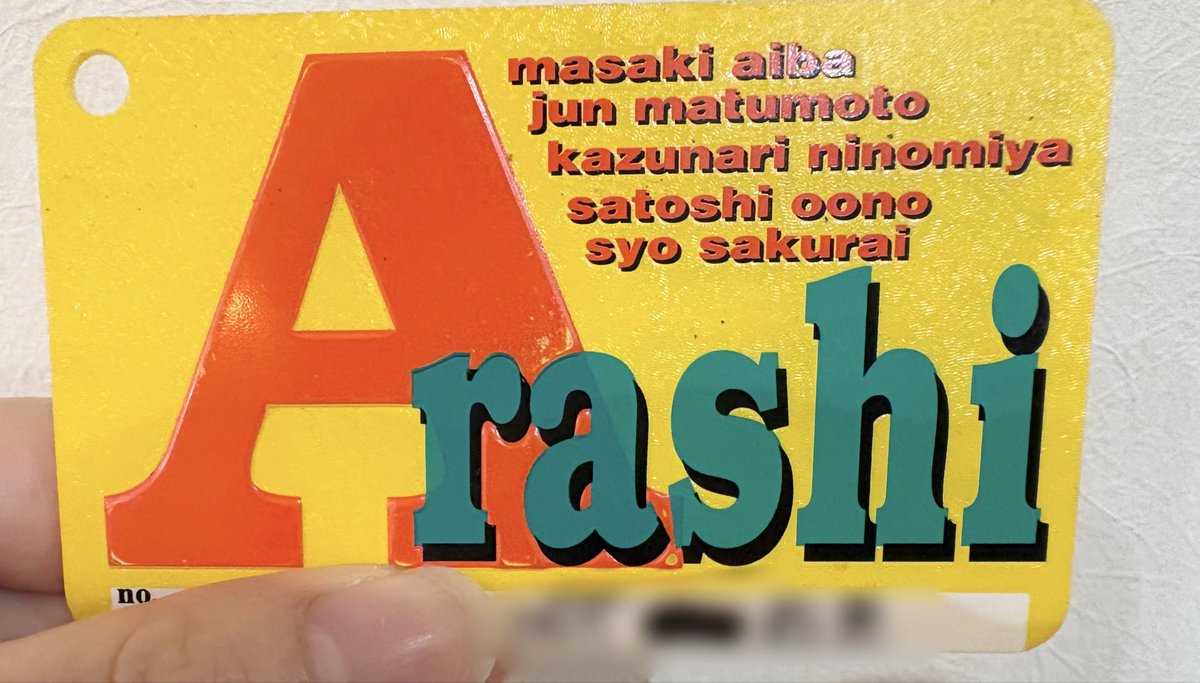 masaki aiba
jun matumoto
kazunari ninomiya
satoshi oono
syo sakurai
Arashi
no